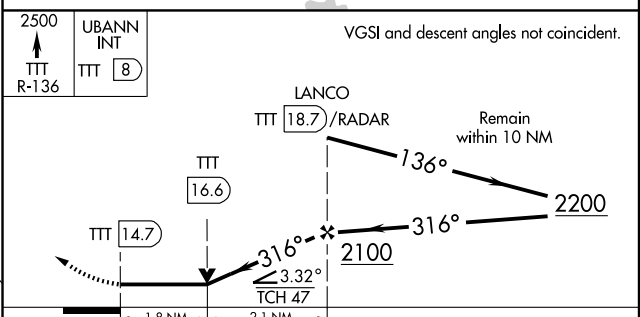 2500
TTT
R-136
UBANN
INT
TTT 8
VGSI and descent angles not coincident.
LANCO
TTT 18.7 /RADAR
Remain
within 10 NM
136°
2200
TTT
16.6
TTT 14.7
316°
316°
2100
3.32°
TCH 47
1.8 NM
2.1 NM